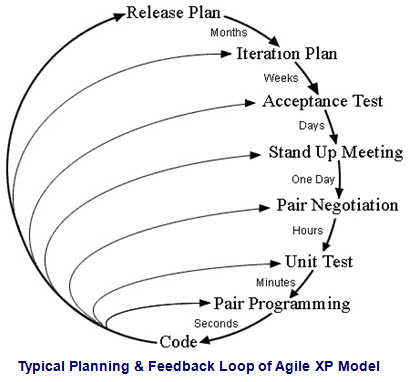 Release Plan
Months
Iteration Plan
Weeks
Acceptance Test
Days
Stand Up Meeting
One Day
Pair Negotiation
Hours
Unit Test
Minutes
Pair Programming
Seconds
Code
Typical Planning & Feedback Loop of Agile XP Model